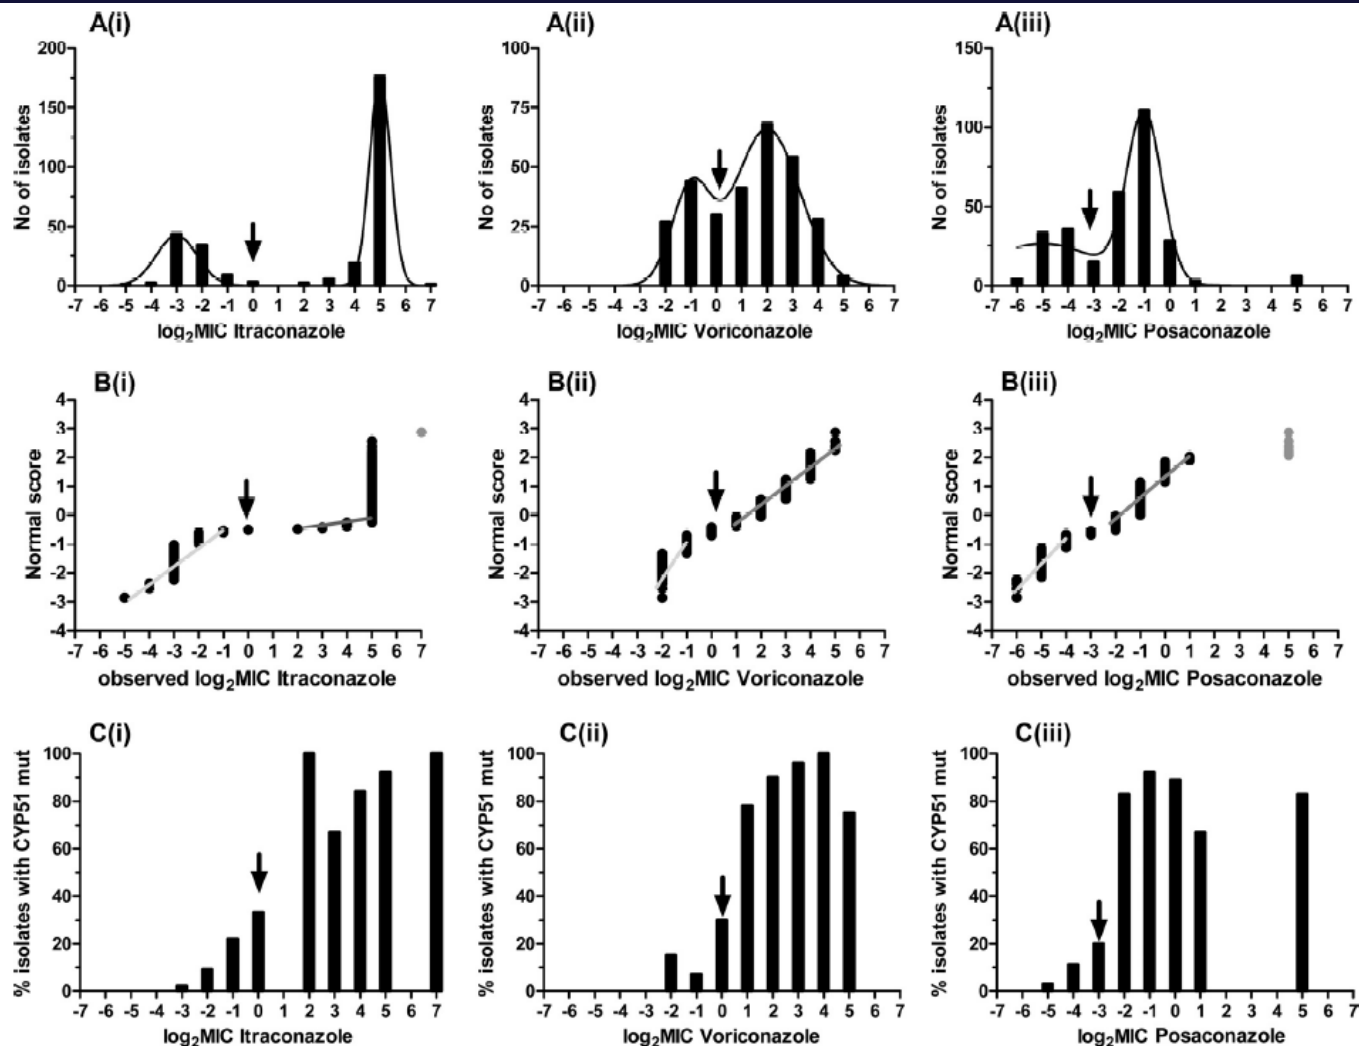 A(i)
200
150
100
50
0
No of isolates
-7 -6 -5 -4 -3 -2 -1 0 1 2 3 4 5 6 7
log2MIC Itraconazole
A(ii)
100
75
50
25
0
No of isolates
-7 -6 -5 -4 -3 -2 -1 0 1 2 3 4 5 6 7
log2MIC Voriconazole
A(iii)
150
100
50
0
No of isolates
-7 -6 -5 -4 -3 -2 -1 0 1 2 3 4 5 6 7
log2MIC Posaconazole
B(i)
4
3
2
1
0
-1
-2
-3
-4
Normal score
-7 -6 -5 -4 -3 -2 -1 0 1 2 3 4 5 6 7
observed log2MIC Itraconazole
B(ii)
4
3
2
1
0
-1
-2
-3
-4
Normal score
-7 -6 -5 -4 -3 -2 -1 0 1 2 3 4 5 6 7
observed log2MIC Voriconazole
B(iii)
4
3
2
1
0
-1
-2
-3
-4
Normal score
-7 -6 -5 -4 -3 -2 -1 0 1 2 3 4 5 6 7
observed log2MIC Posaconazole
C(i)
100
80
60
40
20
0
% isolates with CYP51 mut
-7 -6 -5 -4 -3 -2 -1 0 1 2 3 4 5 6 7
log2MIC Itraconazole
C(ii)
100
80
60
40
20
0
% isolates with CYP51 mut
-7 -6 -5 -4 -3 -2 -1 0 1 2 3 4 5 6 7
log2MIC Voriconazole
C(iii)
100
80
60
40
20
0
% isolates with CYP51 mut
-7 -6 -5 -4 -3 -2 -1 0 1 2 3 4 5 6 7
log2MIC Posaconazole